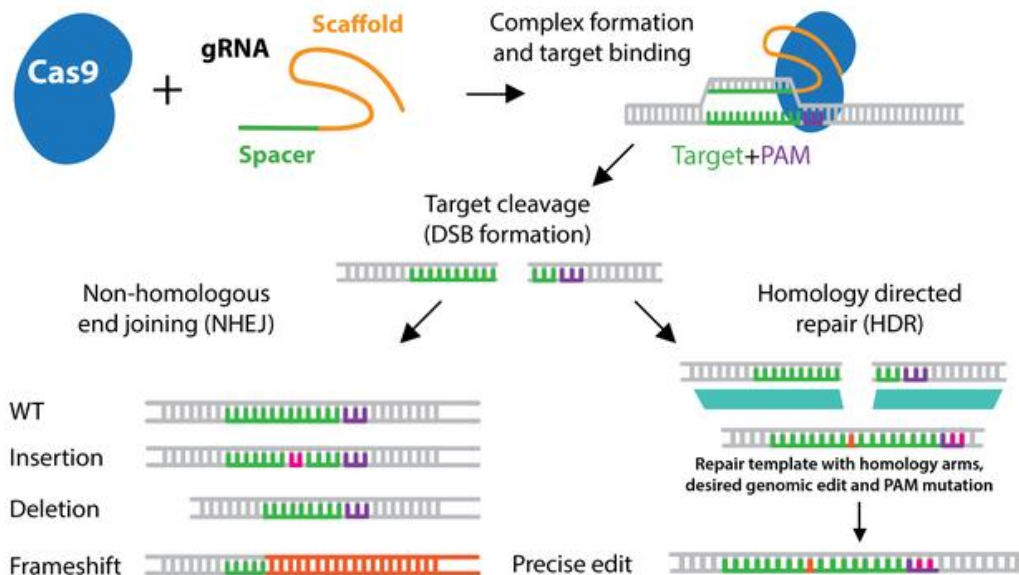 Cas9
+
gRNA
Scaffold
Spacer
Complex formation
and target binding
Target+PAM
Target cleavage
(DSB formation)
Non-homologous
end joining (NHEJ)
Homology directed
repair (HDR)
WT
Insertion
Deletion
Frameshift
Repair template with homology arms,
desired genomic edit and PAM mutation
Precise edit